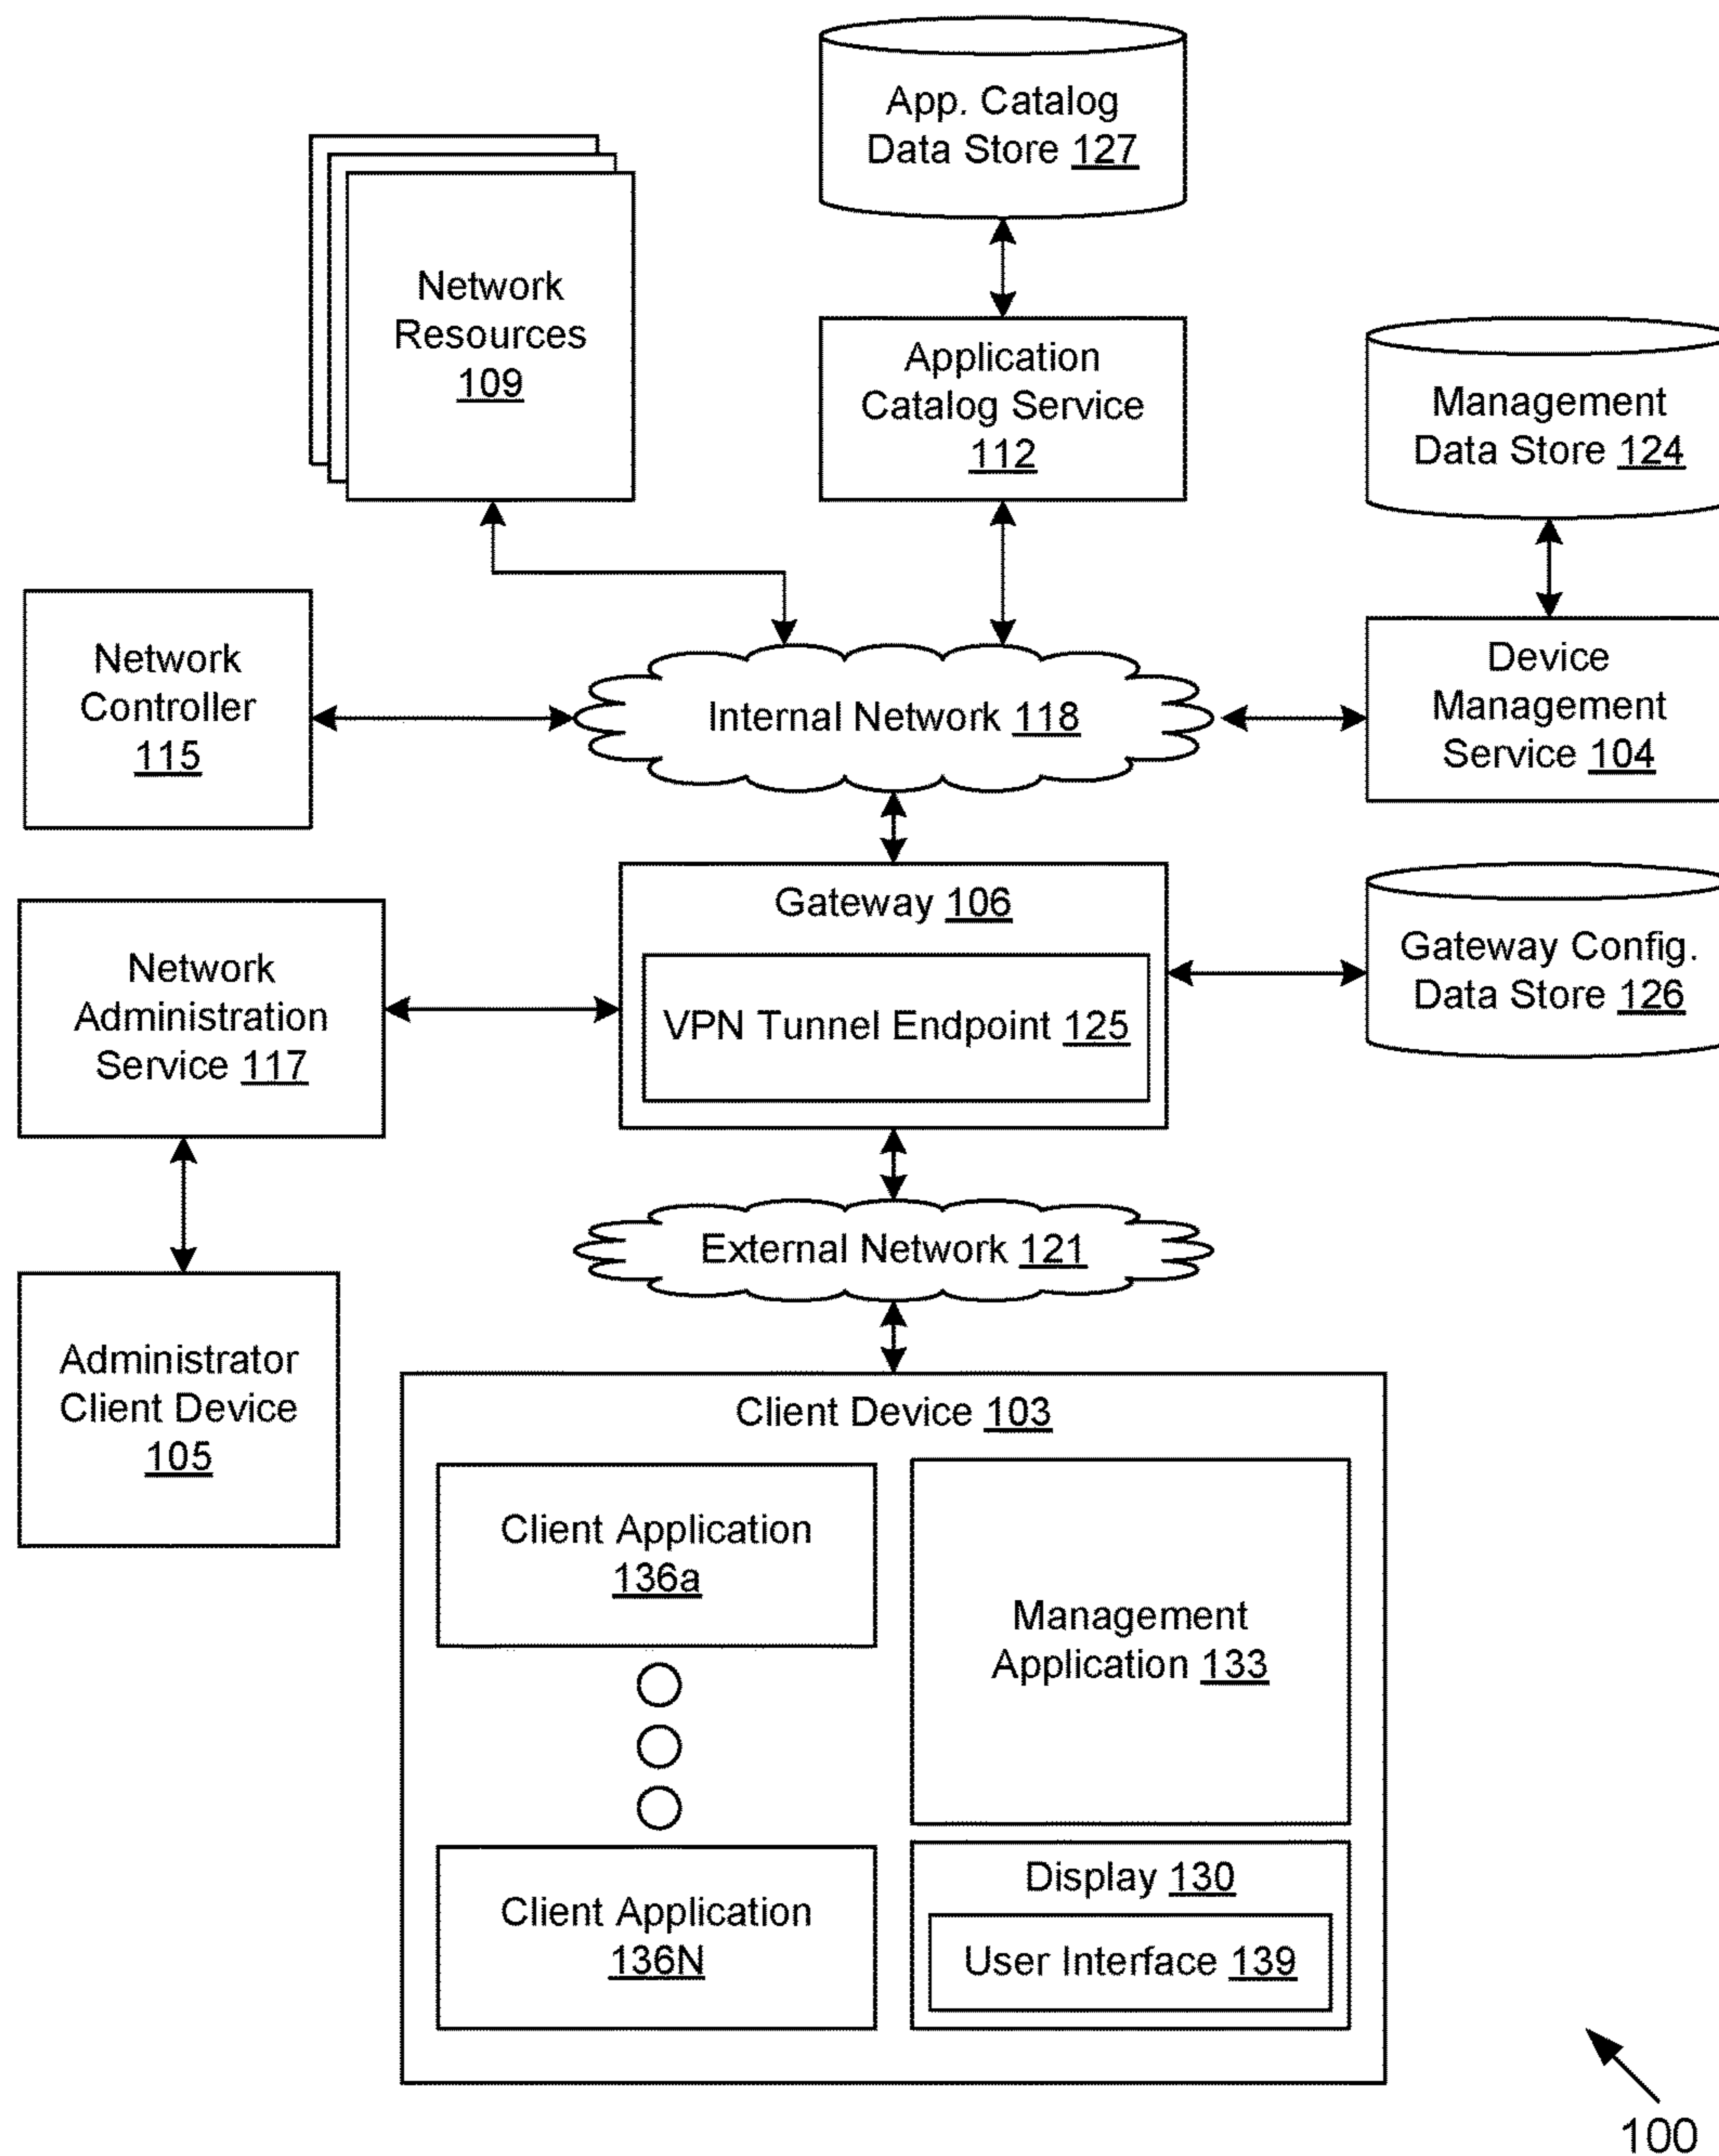 App. Catalog
Data Store 127
Network
Resources
109
Application
Catalog Service
112
Management
Data Store 124
Network
Controller
115
Internal Network 118
Device
Management
Service 104
Gateway 106
VPN Tunnel Endpoint 125
Gateway Config.
Data Store 126
Network
Administration
Service 117
External Network 121
Administrator
Client Device
105
Client Device 103
Client Application
136a
Management
Application 133
Client Application
136N
Display 130
User Interface 139
100